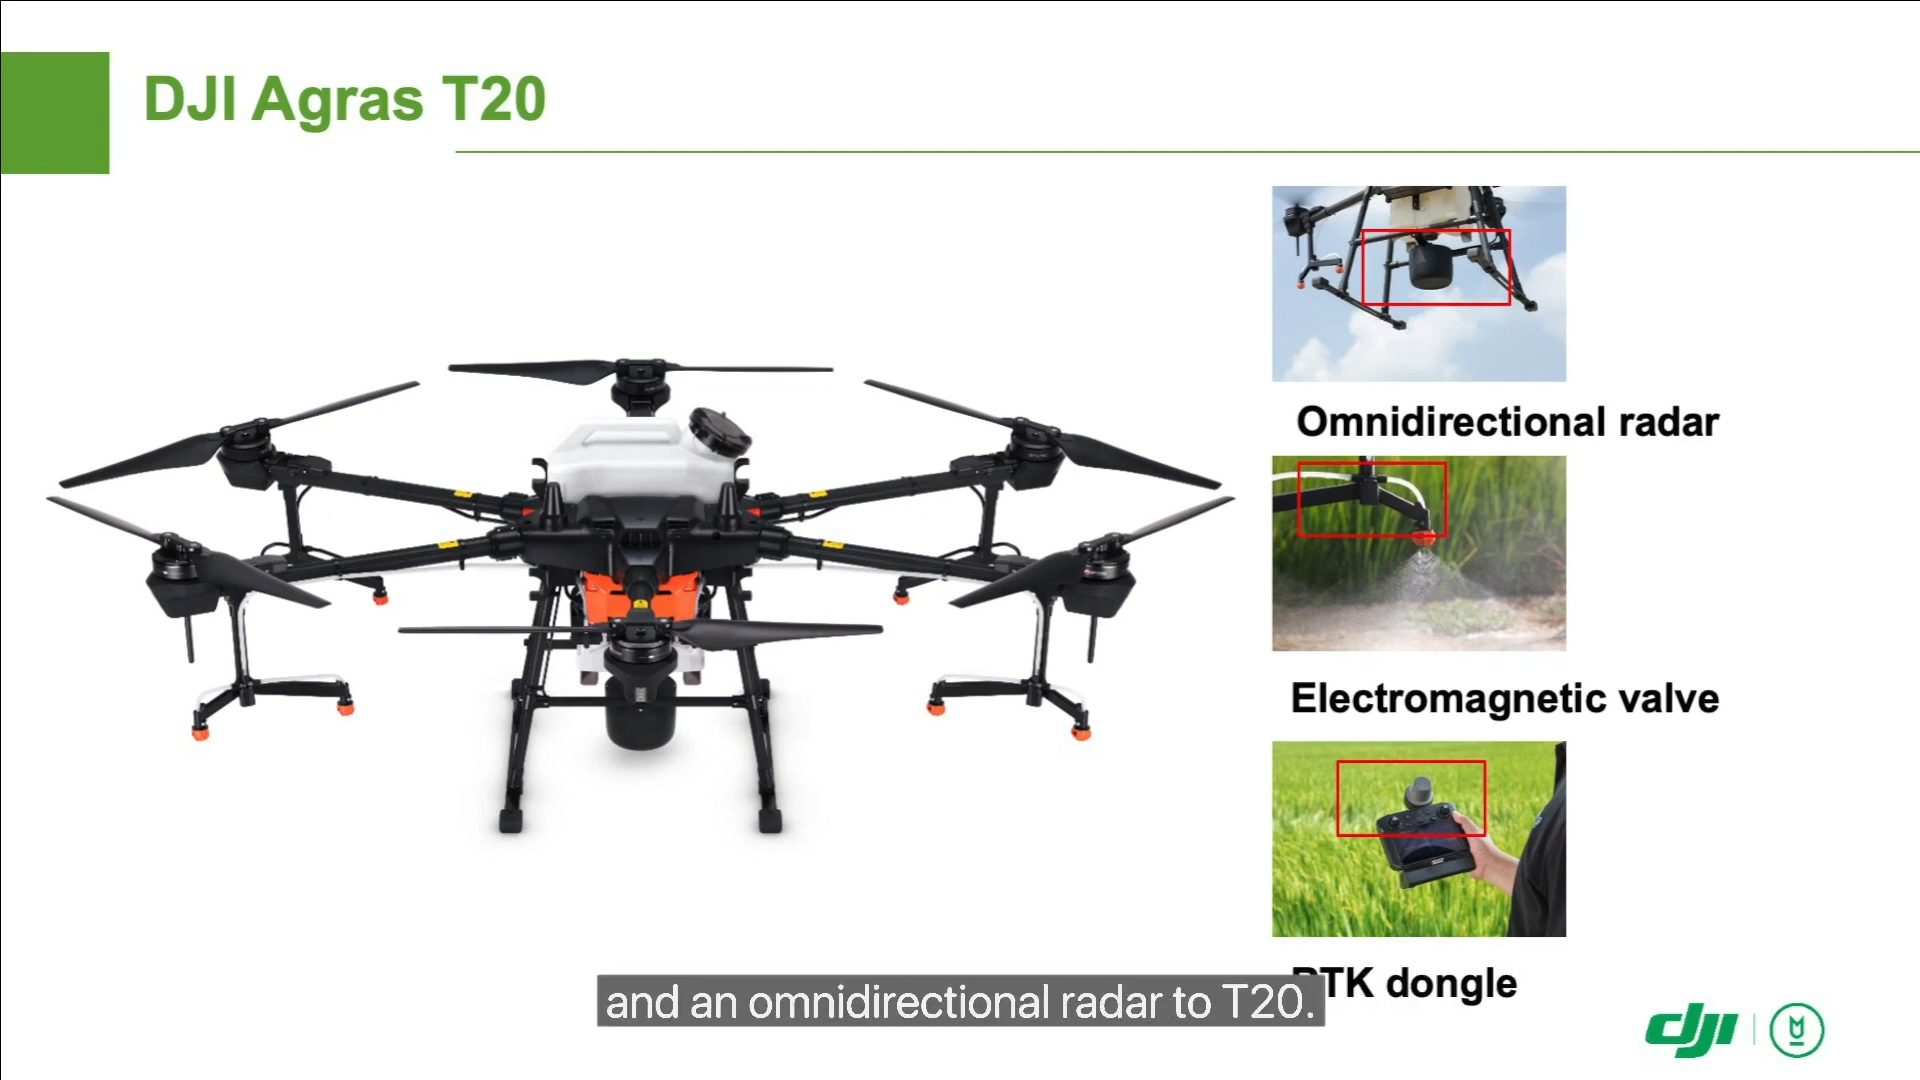 DJI Agras T20
Omnidirectional radar
Electromagnetic valve
TK dongle
and an omnidirectional radar to T20.
dji